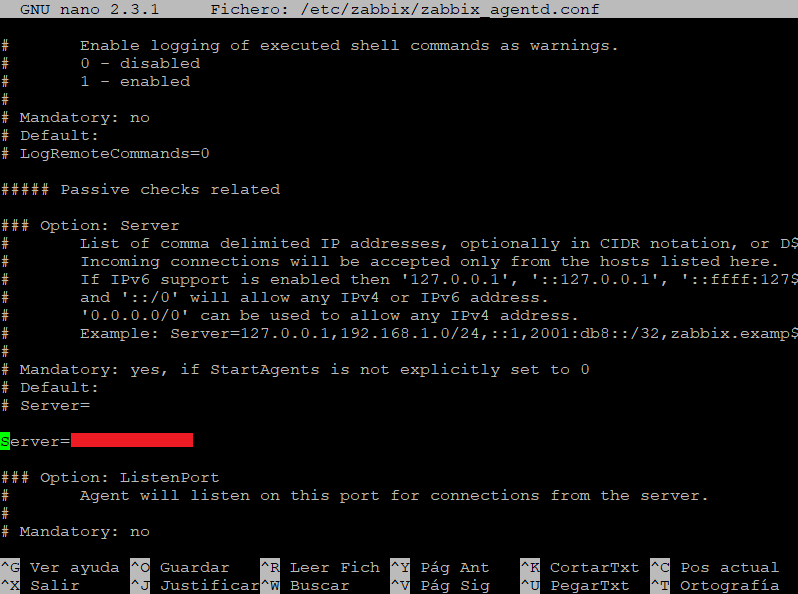 GNU nano 2.3.1     Fichero: /etc/zabbix/zabbix_agentd.conf
#       Enable logging of executed shell commands as warnings.
#       0 - disabled
#       1 - enabled
#
# Mandatory: no
# Default:
# LogRemoteCommands=0
##### Passive checks related
### Option: Server
#       List of comma delimited IP addresses, optionally in CIDR notation, or D$
#       Incoming connections will be accepted only from the hosts listed here.
#       If IPv6 support is enabled then '127.0.0.1', '::127.0.0.1', '::ffff:127$
#       and '::/0' will allow any IPv4 or IPv6 address.
#       '0.0.0.0/0' can be used to allow any IPv4 address.
#       Example: Server=127.0.0.1,192.168.1.0/24,::1,2001:db8::/32,zabbix.examp$
#
# Mandatory: yes, if StartAgents is not explicitly set to 0
# Default:
# Server=
Server=
### Option: ListenPort
#       Agent will listen on this port for connections from the server.
#
# Mandatory: no
^G Ver ayuda ^O Guardar   ^R Leer Fich ^Y Pág Ant   ^K CortarTxt ^C Pos actual
^X Salir     ^J Justificar^W Buscar    ^V Pág Sig   ^U PegarTxt  ^T Ortografía